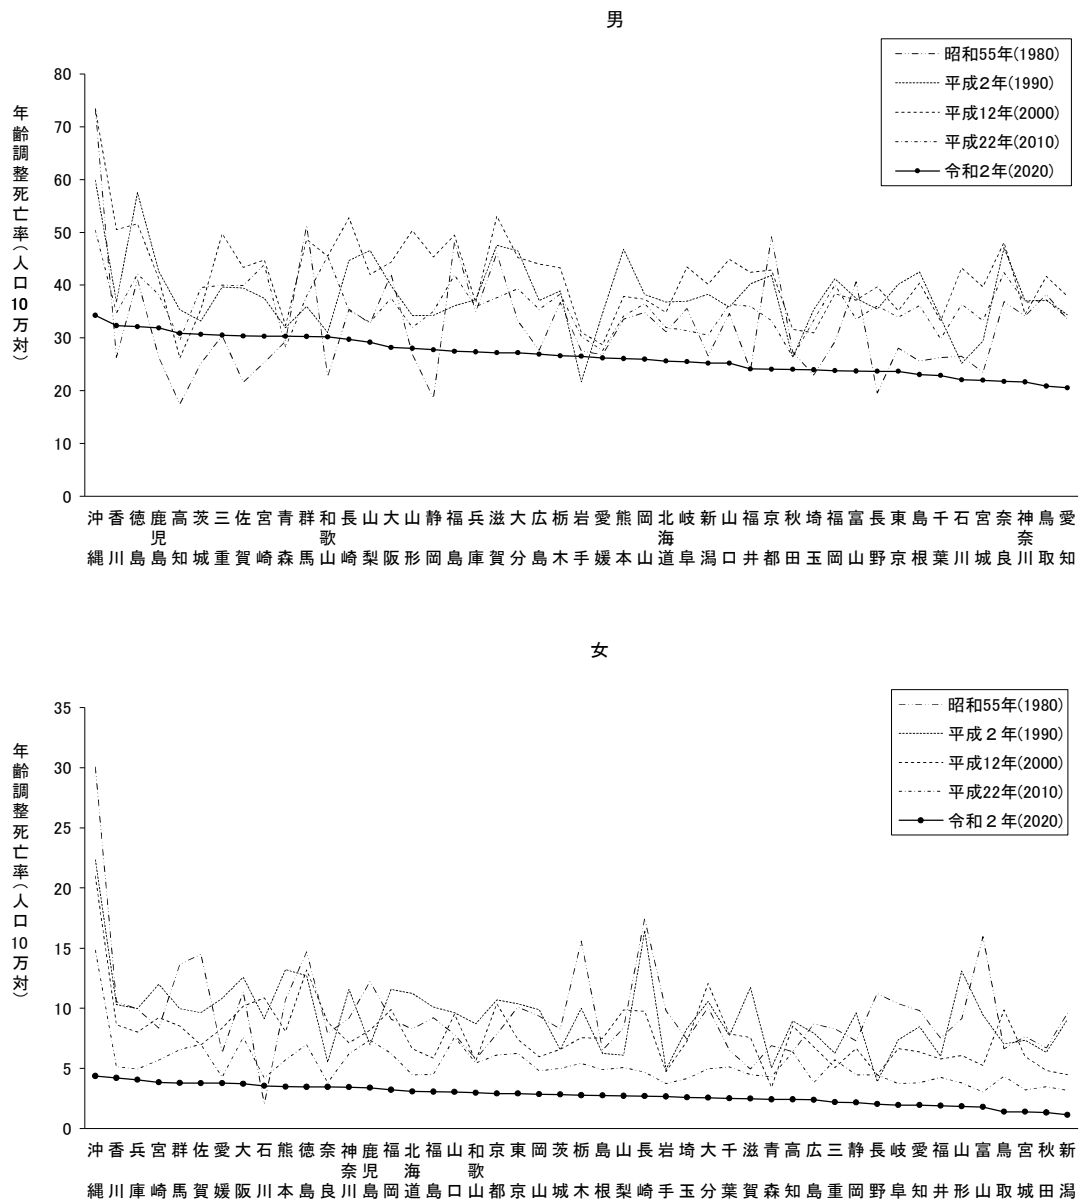 男
昭和55年(1980)
平成2年(1990)
平成12年(2000)
平成22年(2010)
令和2年(2020)
年齢調整死亡率(人口10万対)
80
70
60
50
40
30
20
10
0
沖縄 香川 徳島 鹿児島 高知 茨城 三重 佐賀 宮崎 青森 群馬 和歌山 長崎 山梨 大阪 山形 静岡 福島 兵庫 滋賀 大分 広島 栃木 岩手 愛媛 熊本 岡山 北海道 岐阜 新潟 山口 福井 京都 秋田 埼玉 福岡 富山 長野 東京 島根 千葉 石川 宮城 奈良 神奈川 鳥取 愛知
女
昭和55年(1980)
平成2年(1990)
平成12年(2000)
平成22年(2010)
令和2年(2020)
年齢調整死亡率(人口10万対)
35
30
25
20
15
10
5
0
沖縄 香川 兵庫 宮崎 群馬 佐賀 愛媛 大阪 石川 熊本 徳島 奈良 神奈川 鹿児島 福岡 北海道 福島 山口 和歌山 京都 東京 岡山 茨城 栃木 島根 山梨 長崎 岩手 埼玉 大分 千葉 滋賀 青森 高知 広島 三重 静岡 長野 岐阜 愛知 福井 山形 富山 鳥取 宮城 秋田 新潟